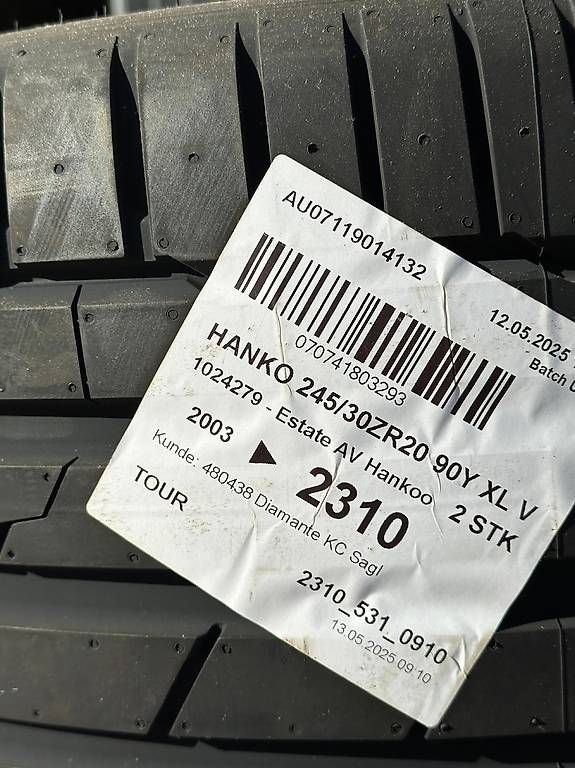 AU07119014132
12.05.2025
Batch
070741803293
HANKO 245/30ZR20 90Y XL V
1024279 - Estate AV Hankoo 2 STK
2003 2310
Kunde: 480438 Diamante KC Sagl
TOUR
2310_531_0910
13.05.2025 09:10